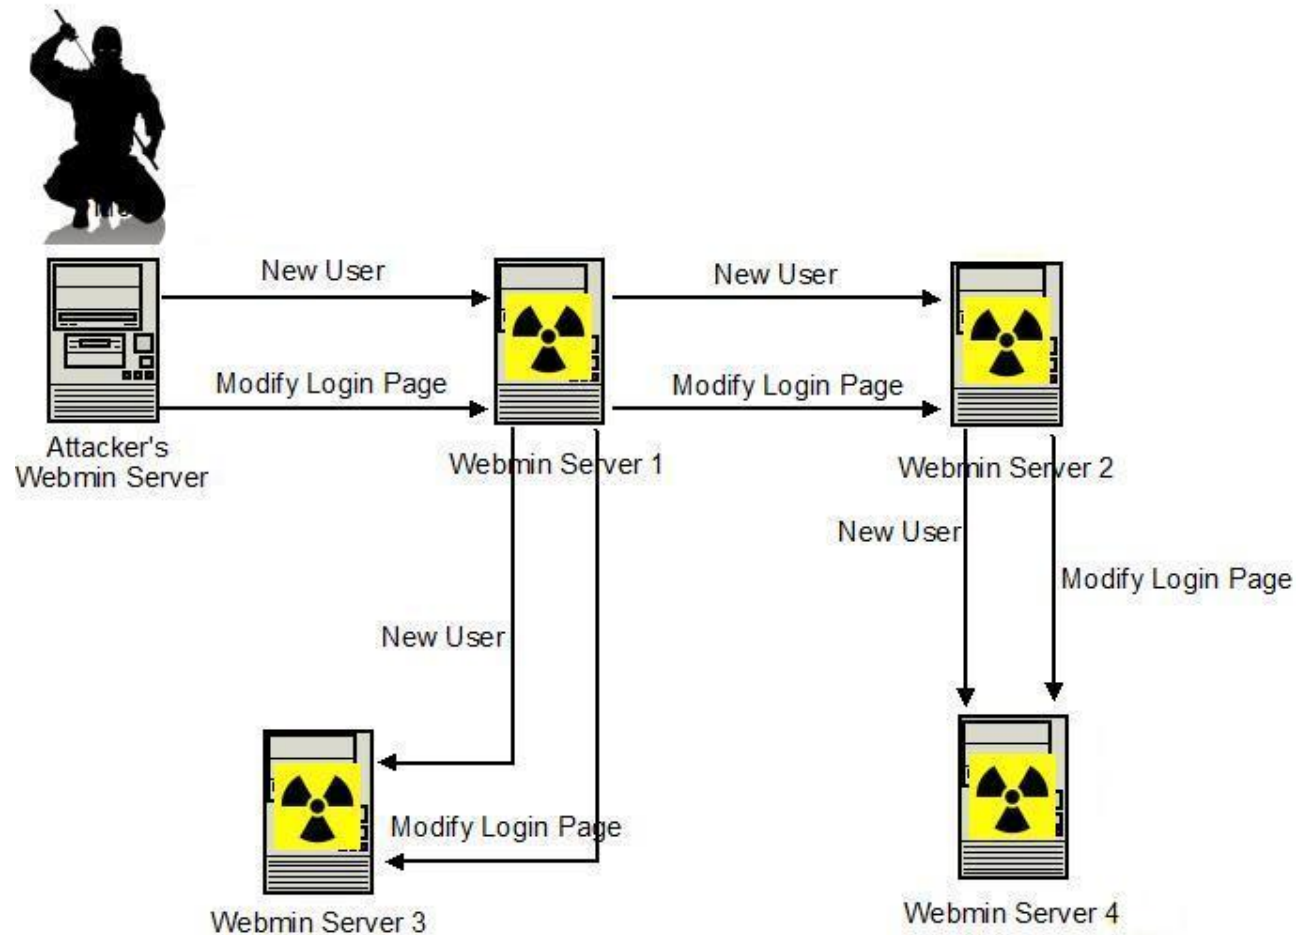 New User
New User
Modify Login Page
Modify Login Page
Attacker's
Webmin Server
Webmin Server 1
Webmin Server 2
New User
Modify Login Page
New User
Modify Login Page
Webmin Server 3
Webmin Server 4